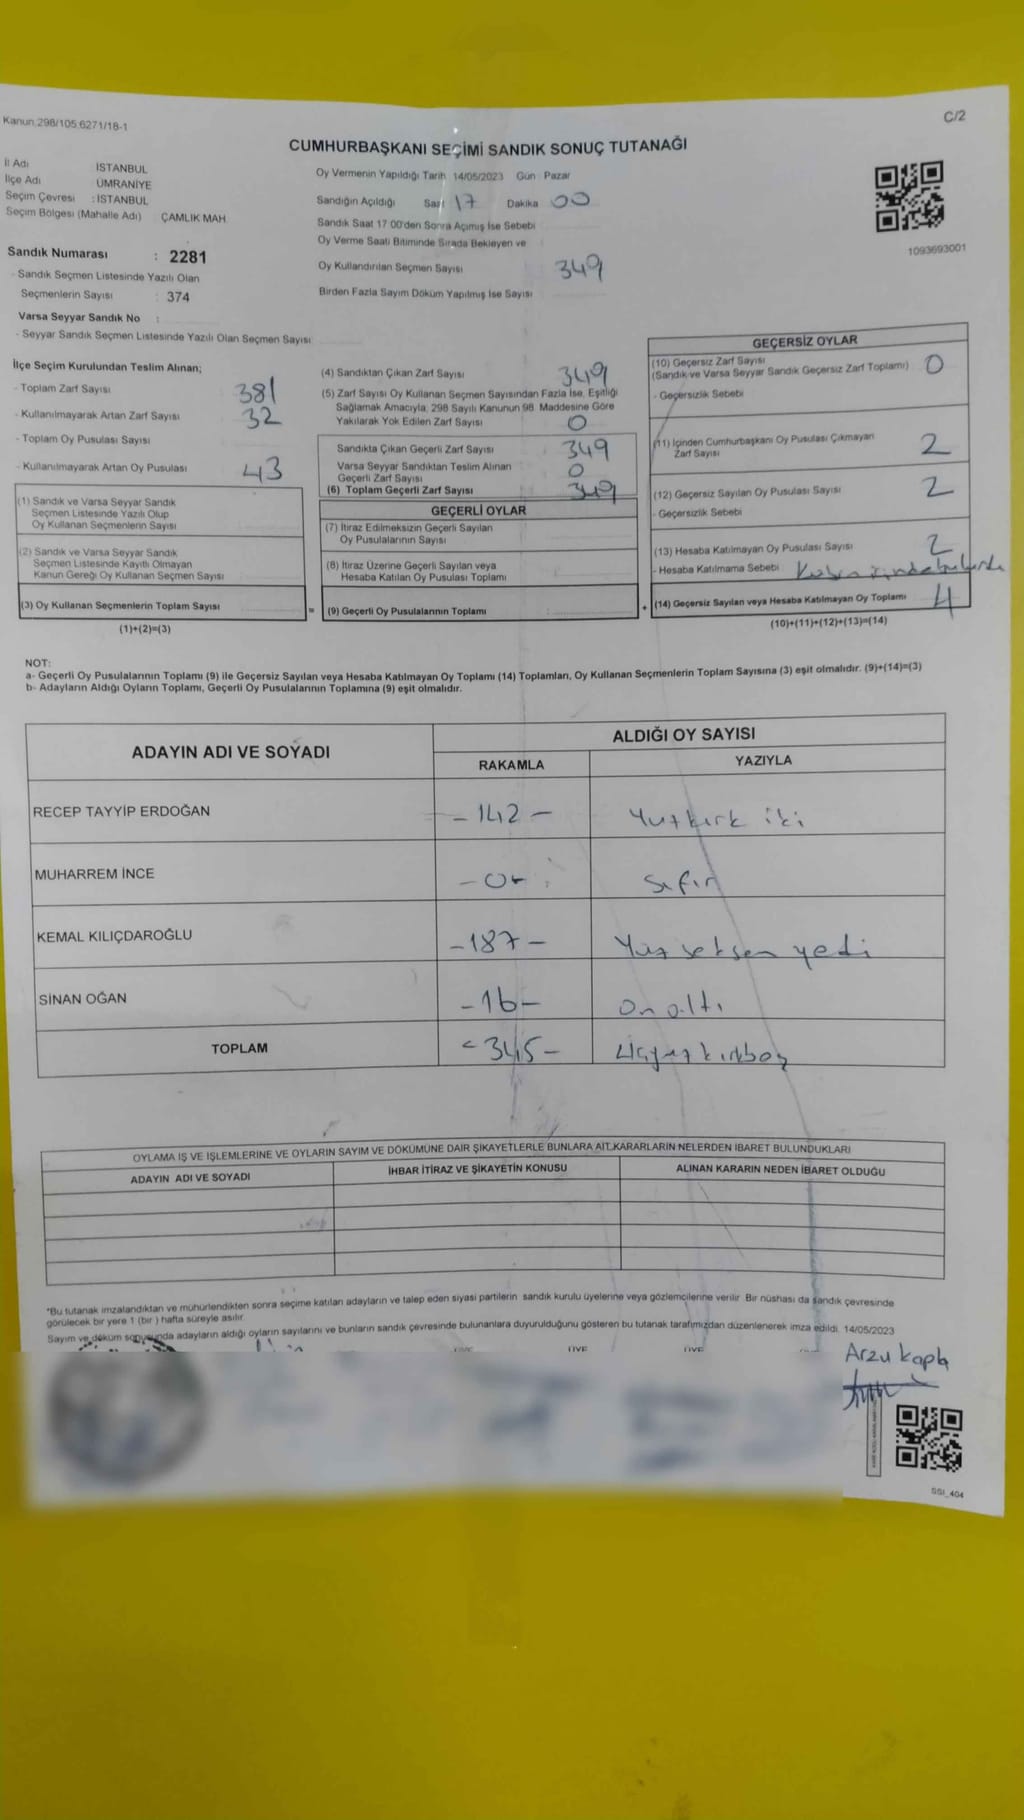 Kanun.298/105.6271/18-1
C/2
CUMHURBAŞKANI SEÇİMİ SANDIK SONUÇ TUTANAĞI
İl Adı İSTANBUL
İlçe Adı ÜMRANİYE
Seçim Çevresi : İSTANBUL
Seçim Bölgesi (Mahalle Adı) ÇAMLIK MAH
Sandık Numarası : 2281
- Sandık Seçmen Listesinde Yazılı Olan
Seçmenlerin Sayısı : 374
Varsa Seyyar Sandık No :
- Seyyar Sandık Seçmen Listesinde Yazılı Olan Seçmen Sayısı
Oy Vermenin Yapıldığı Tarih 14/05/2023 Gün : Pazar
Sandığın Açıldığı Saat 17 Dakika 00
Sandık Saat 17 00'den Sonra Açımış İse Sebebi
Oy Verme Saati Bitiminde Sırada Bekleyen ve
Oy Kullandırılan Seçmen Sayısı 349
Birden Fazla Sayım Döküm Yapılmış İse Sayısı
1093693001
İlçe Seçim Kurulundan Teslim Alınan;
- Toplam Zarf Sayısı 381
- Kullanılmayarak Artan Zarf Sayısı 32
- Toplam Oy Pusulası Sayısı
- Kullanılmayarak Artan Oy Pusulası 43
(1) Sandık ve Varsa Seyyar Sandık
Seçmen Listesinde Yazılı Olup
Oy Kullanan Seçmenlerin Sayısı
(2) Sandık ve Varsa Seyyar Sandık
Seçmen Listesinde Kayıtlı Olmayan
Kanun Gereği Oy Kullanan Seçmen Sayısı
(3) Oy Kullanan Seçmenlerin Toplam Sayısı
(1)+(2)=(3)
(4) Sandıktan Çıkan Zarf Sayısı 349
(5) Zarf Sayısı Oy Kullanan Seçmen Sayısından Fazla İse, Eşitliği
Sağlamak Amacıyla, 298 Sayılı Kanunun 98. Maddesine Göre
Yakılarak Yok Edilen Zarf Sayısı 0
Sandıkta Çıkan Geçerli Zarf Sayısı 349
Varsa Seyyar Sandıktan Teslim Alınan
Geçerli Zarf Sayısı 0
(6) Toplam Geçerli Zarf Sayısı 349
GEÇERLİ OYLAR
(7) İtiraz Edilmeksizin Geçerli Sayılan
Oy Pusulalarının Sayısı
(8) İtiraz Üzerine Geçerli Sayılan veya
Hesaba Katılan Oy Pusulası Toplamı
= (9) Geçerli Oy Pusulalarının Toplamı :
GEÇERSİZ OYLAR
(10) Geçersiz Zarf Sayısı
(Sandık ve Varsa Seyyar Sandık Geçersiz Zarf Toplamı) 0
- Geçersizlik Sebebi
(11) İçinden Cumhurbaşkanı Oy Pusulası Çıkmayan
Zarf Sayısı 2
(12) Geçersiz Sayılan Oy Pusulası Sayısı 2
- Geçersizlik Sebebi
(13) Hesaba Katılmayan Oy Pusulası Sayısı 2
- Hesaba Katılmama Sebebi
+ (14) Geçersiz Sayılan veya Hesaba Katılmayan Oy Toplamı 4
(10)+(11)+(12)+(13)=(14)
NOT:
a- Geçerli Oy Pusulalarının Toplamı (9) ile Geçersiz Sayılan veya Hesaba Katılmayan Oy Toplamı (14) Toplamları, Oy Kullanan Seçmenlerin Toplam Sayısına (3) eşit olmalıdır. (9)+(14)=(3)
b- Adayların Aldığı Oyların Toplamı, Geçerli Oy Pusulalarının Toplamına (9) eşit olmalıdır.
ADAYIN ADI VE SOYADI ALDIĞI OY SAYISI
RAKAMLA YAZIYLA
RECEP TAYYİP ERDOĞAN -142- Yüzkırk iki
MUHARREM İNCE -0- Sıfır
KEMAL KILIÇDAROĞLU -187- Yüz seksen yedi
SİNAN OĞAN -16- On altı
TOPLAM -345- Üçyüzkırkbeş
OYLAMA İŞ VE İŞLEMLERİNE VE OYLARIN SAYIM VE DÖKÜMÜNE DAİR ŞİKAYETLERLE BUNLARA AİT KARARLARIN NELERDEN İBARET BULUNDUKLARI
ADAYIN ADI VE SOYADI İHBAR İTİRAZ VE ŞİKAYETİN KONUSU ALINAN KARARIN NEDEN İBARET OLDUĞU
*Bu tutanak imzalandıktan ve mühürlendikten sonra seçime katılan adayların ve talep eden siyasi partilerin sandık kurulu üyelerine veya gözlemcilerine verilir. Bir nüshası da sandık çevresinde
görülecek bir yere 1 (bir ) hafta süreyle asılır.
Sayım ve döküm sonucunda adayların aldığı oyların sayılarını ve bunların sandık çevresinde bulunanlara duyurulduğunu gösteren bu tutanak tarafımızdan düzenlenerek imza edildi. 14/05/2023
ÜYE ÜYE
Arzu Kapla
SSI_404